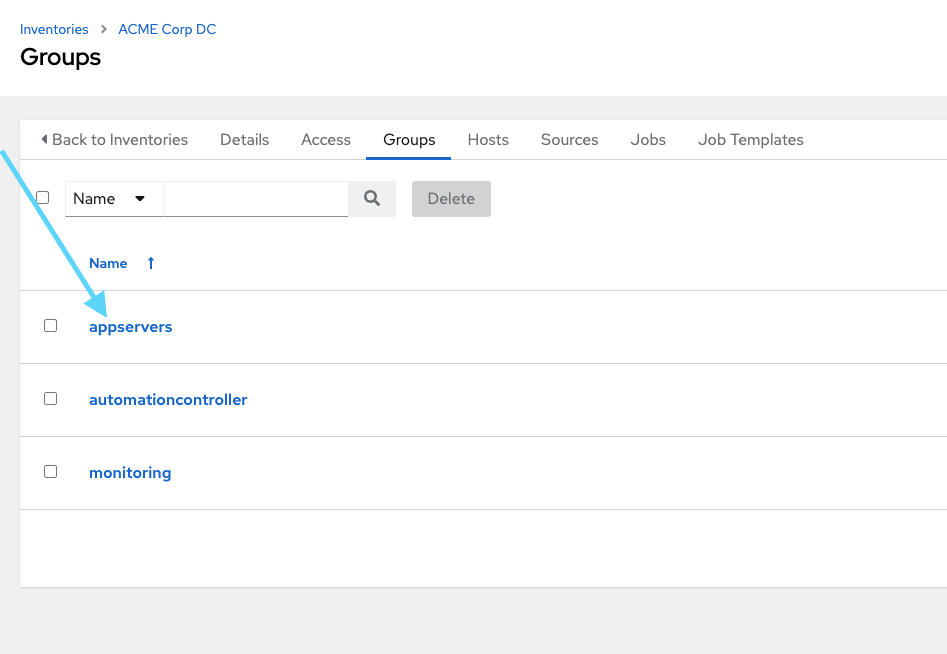 Inventories > ACME Corp DC
Groups
Back to Inventories Details Access Groups Hosts Sources Jobs Job Templates
Name Delete
Name
appservers
automationcontroller
monitoring